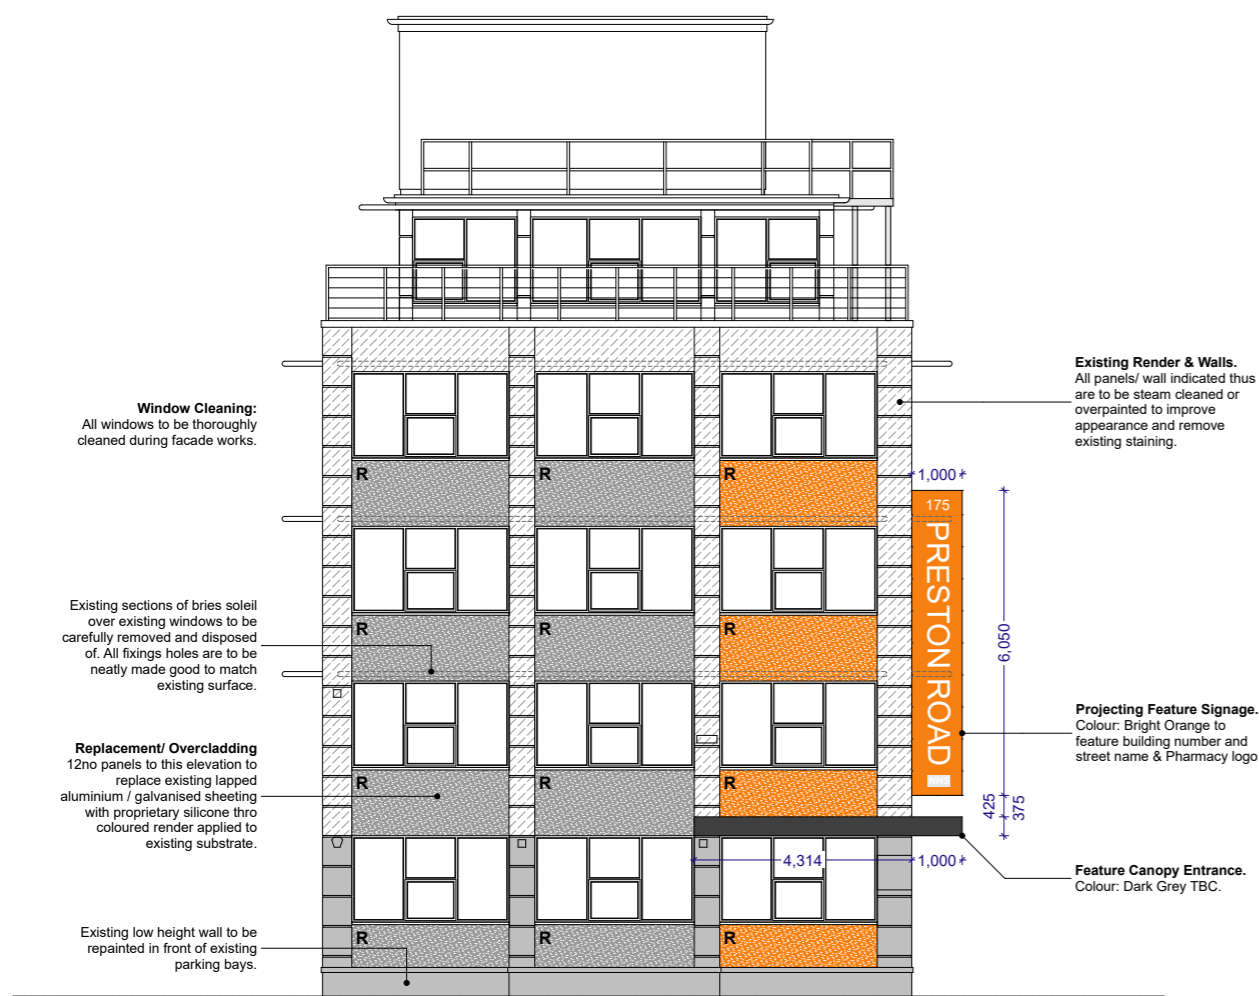 Window Cleaning:
All windows to be thoroughly
cleaned during facade works.
Existing sections of bries soleil
over existing windows to be
carefully removed and disposed
of. All fixings holes are to be
neatly made good to match
existing surface.
Replacement/ Overcladding
12no panels to this elevation to
replace existing lapped
aluminium / galvanised sheeting
with proprietary silicone thro
coloured render applied to
existing substrate.
Existing low height wall to be
repainted in front of existing
parking bays.
R
R
R
R
R
R
R
R
R
R
R
R
1,000
175
PRESTON ROAD
NHS
6,050
425
375
4,314
1,000
Existing Render & Walls.
All panels/ wall indicated thus
are to be steam cleaned or
overpainted to improve
appearance and remove
existing staining.
Projecting Feature Signage.
Colour: Bright Orange to
feature building number and
street name & Pharmacy logo
Feature Canopy Entrance.
Colour: Dark Grey TBC.